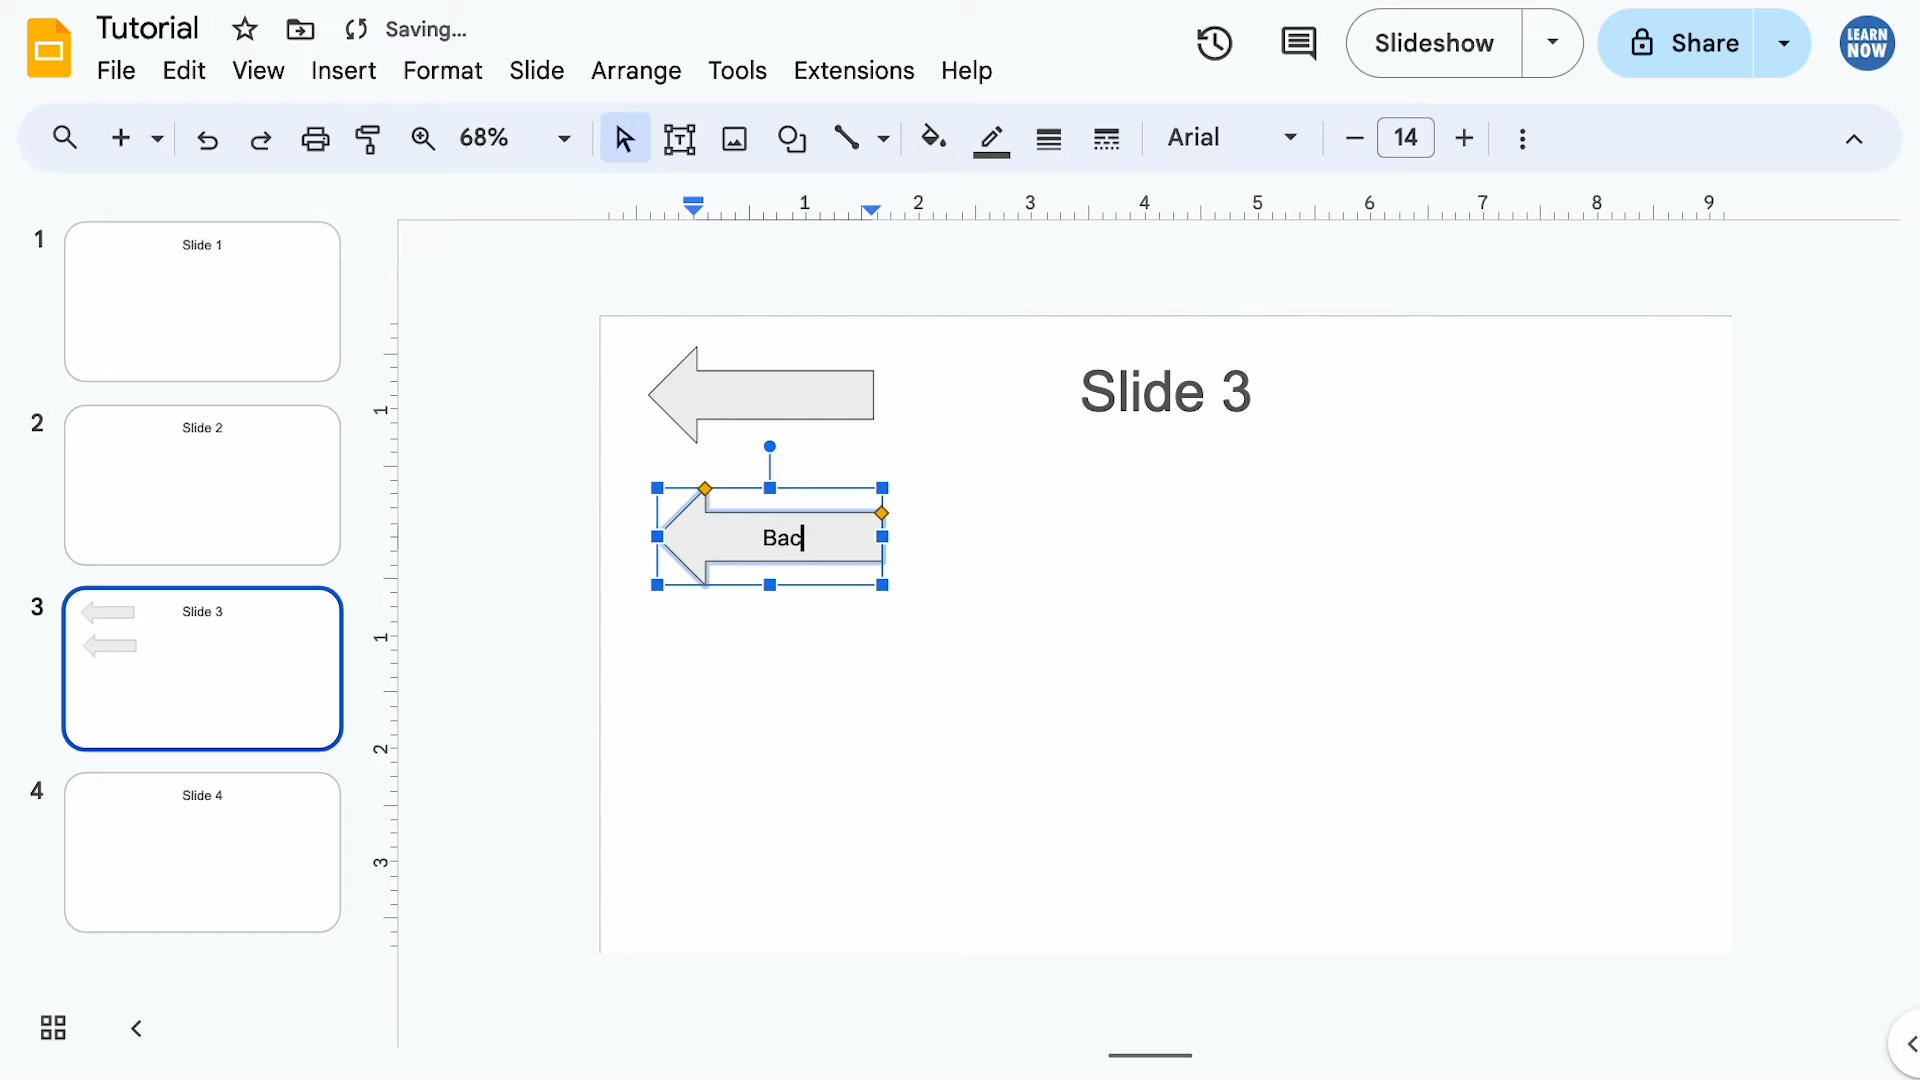 Tutorial Saving...
File Edit View Insert Format Slide Arrange Tools Extensions Help
Slideshow
Share
LEARN
NOW
68%
Arial
14
1 2 3 4 5 6 7 8 9
1
Slide 1
2
Slide 2
3
Slide 3
4
Slide 4
1
1
2
3
Slide 3
Bac